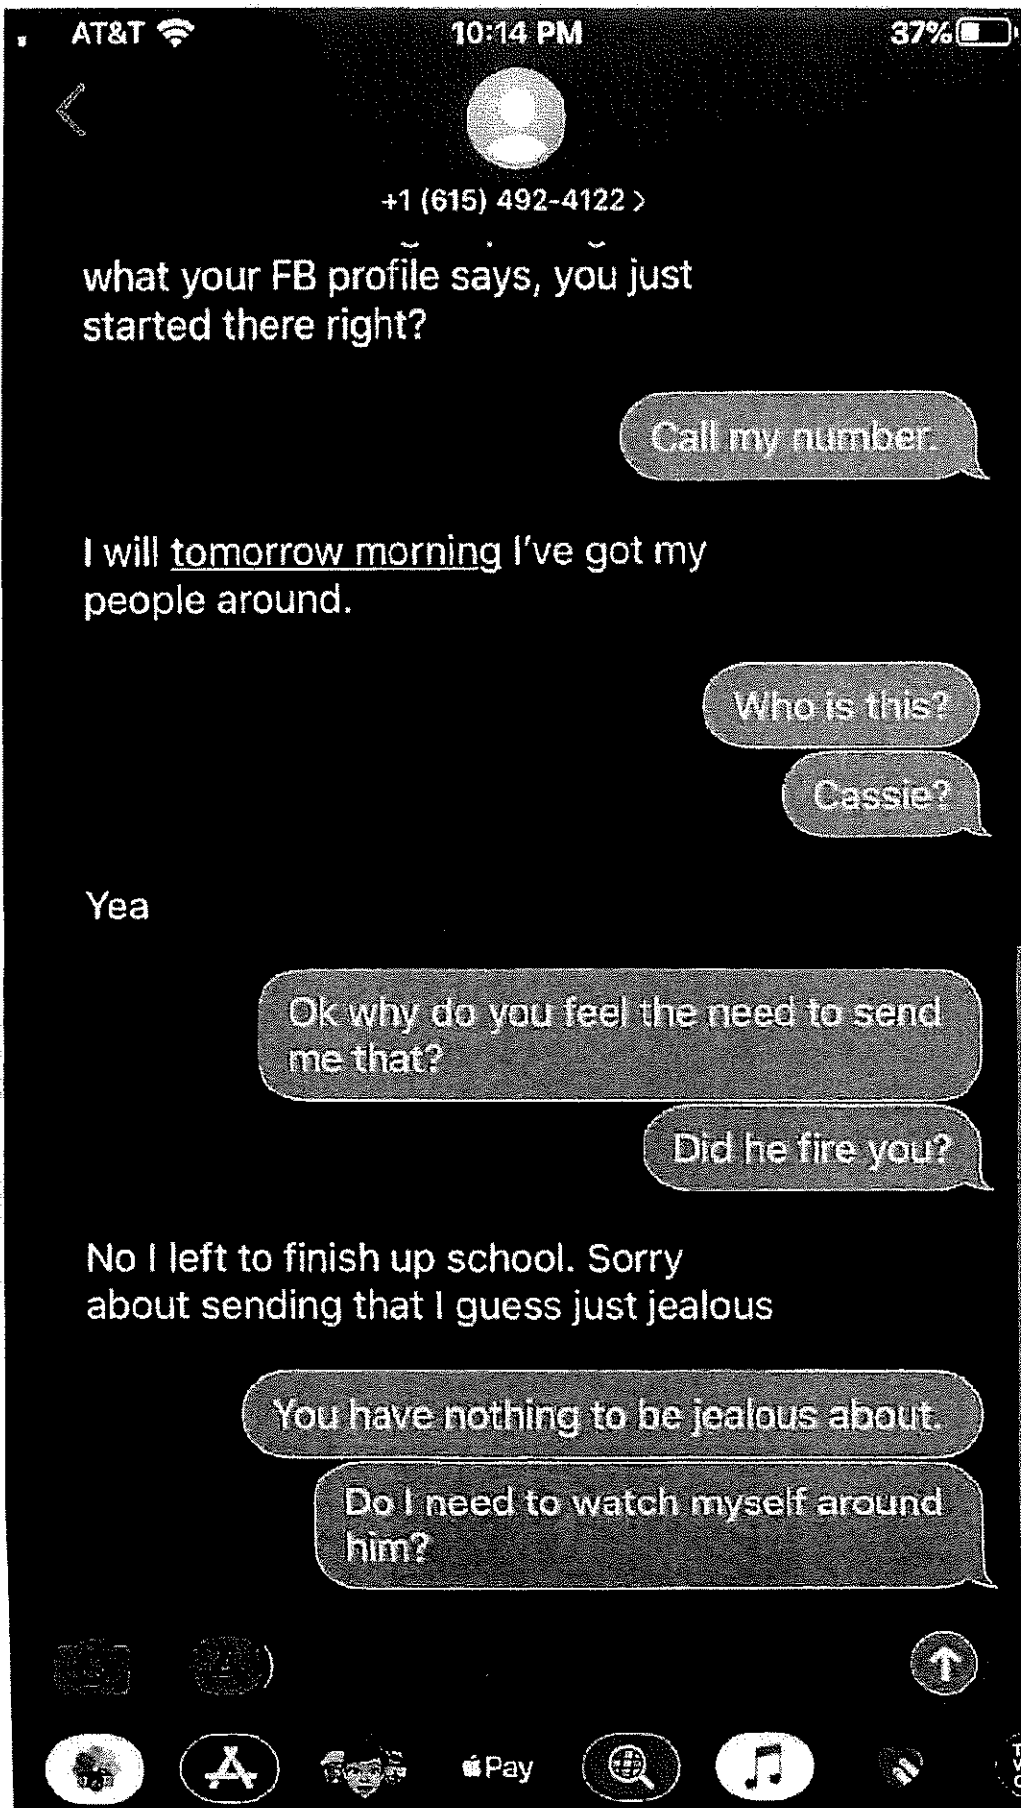 AT&T
10:14 PM
37%
+1 (615) 492-4122 >
what your FB profile says, you just
started there right?
Call my number.
I will tomorrow morning I've got my
people around.
Who is this?
Cassie?
Yea
Ok why do you feel the need to send
me that?
Did he fire you?
No I left to finish up school. Sorry
about sending that I guess just jealous
You have nothing to be jealous about.
Do I need to watch myself around
him?
Pay